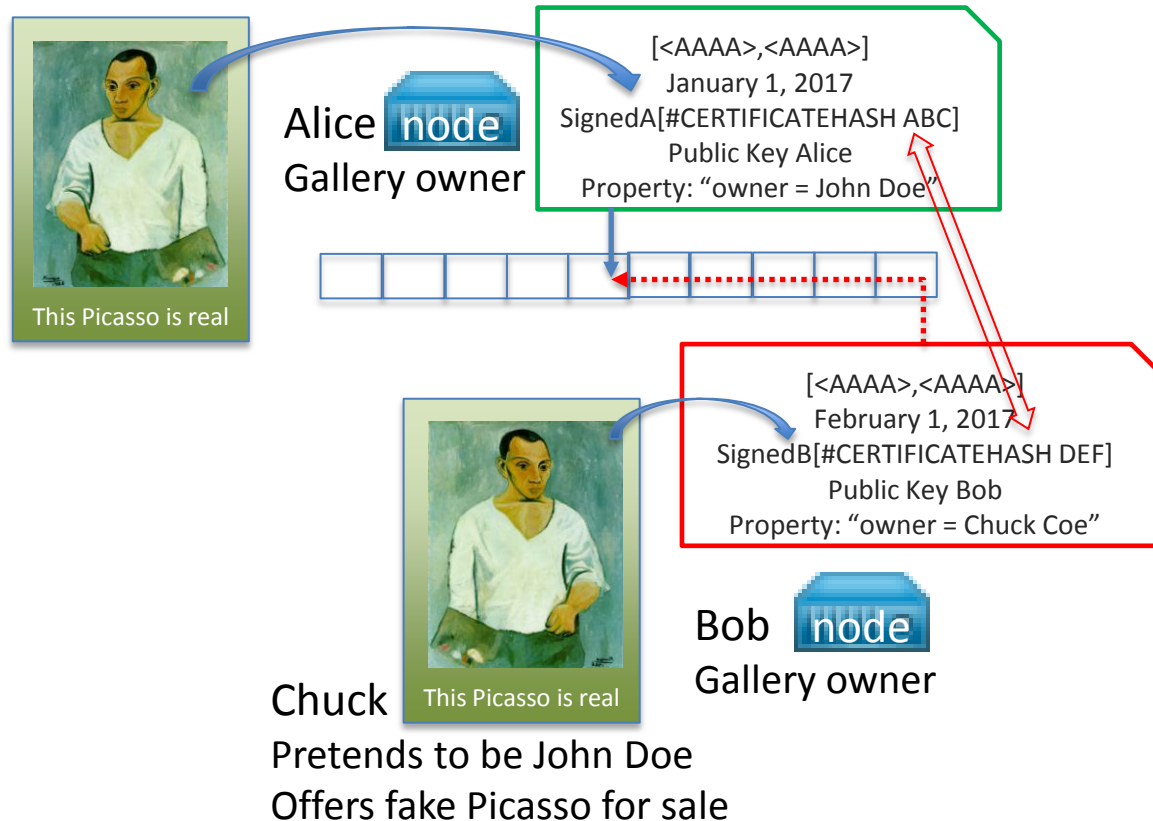 [<AAAA>,<AAAA>]
January 1, 2017
SignedA[#CERTIFICATEHASH ABC]
Public Key Alice
Property: “owner = John Doe”
Alice
node
Gallery owner
This Picasso is real
[<AAAA>,<AAAA>]
February 1, 2017
SignedB[#CERTIFICATEHASH DEF]
Public Key Bob
Property: “owner = Chuck Coe”
Bob
node
Gallery owner
This Picasso is real
Chuck
Pretends to be John Doe
Offers fake Picasso for sale